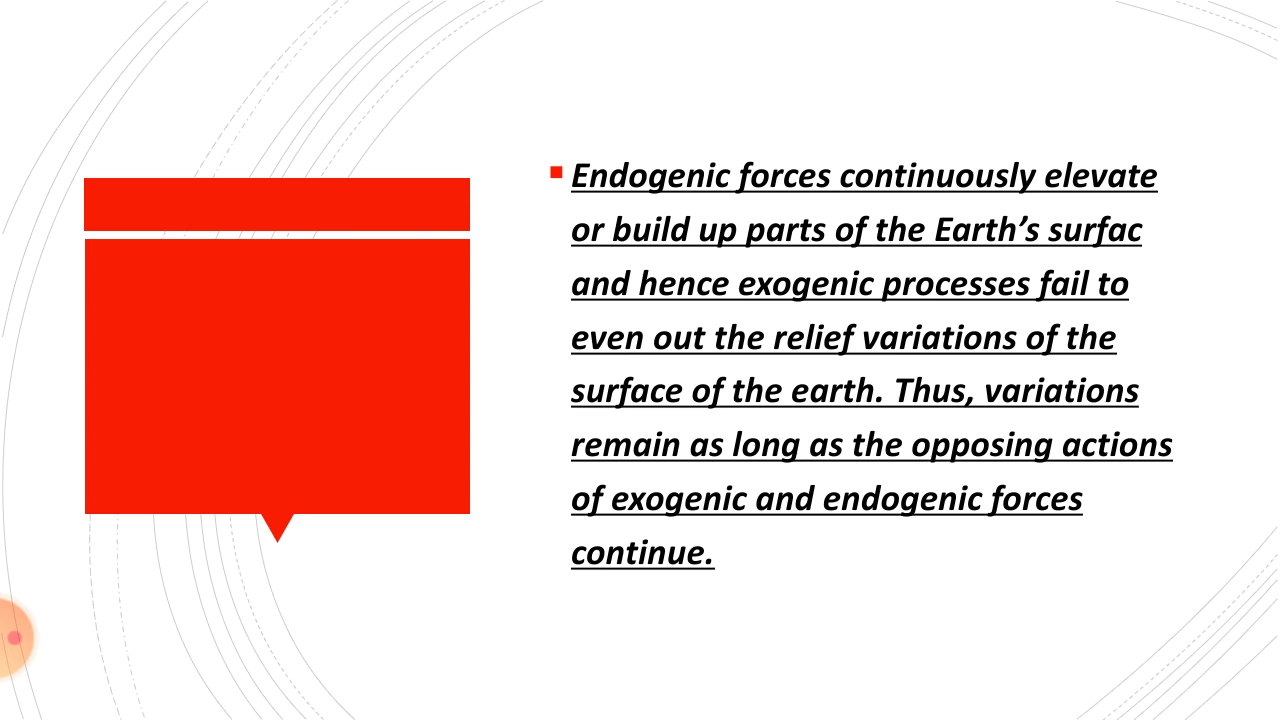 Endogenic forces continuously elevate
or build up parts of the Earth’s surfac
and hence exogenic processes fail to
even out the relief variations of the
surface of the earth. Thus, variations
remain as long as the opposing actions
of exogenic and endogenic forces
continue.